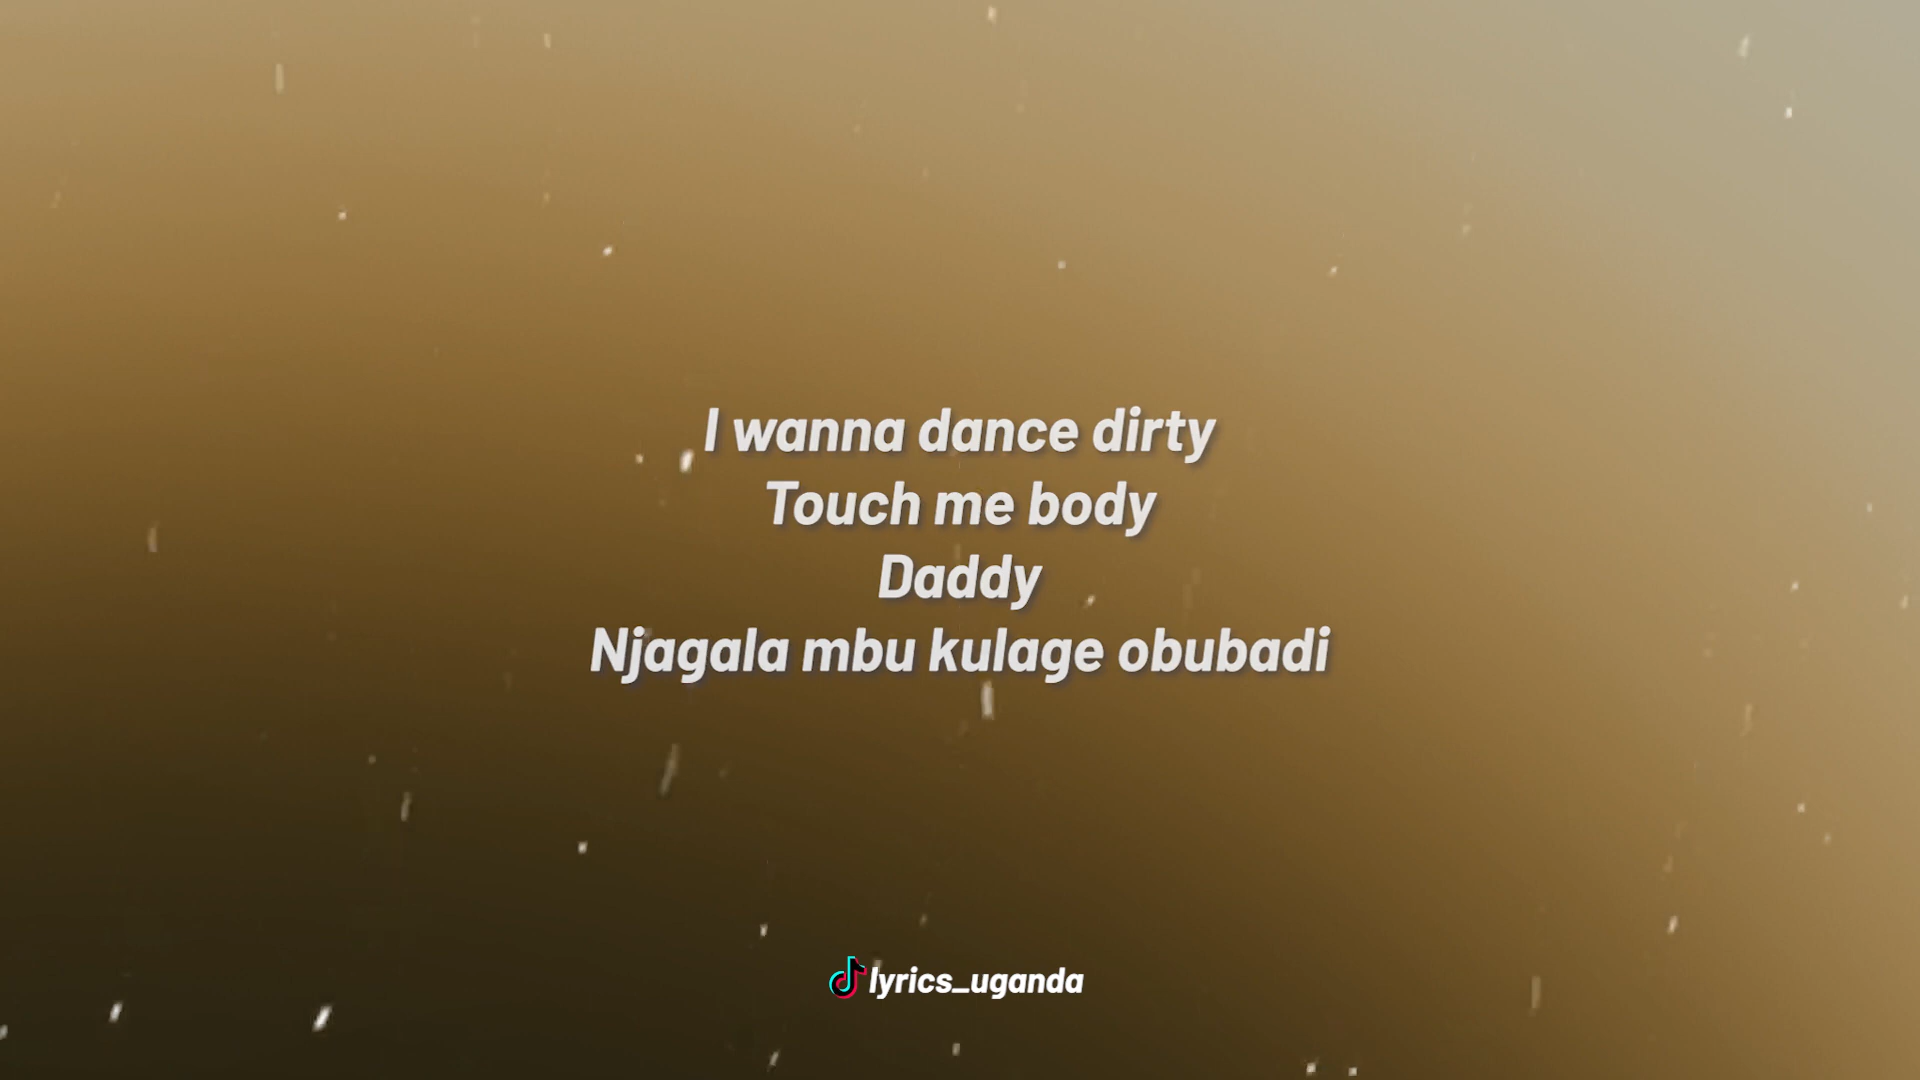 I wanna dance dirty
Touch me body
Daddy
Njagala mbu kulage obubadi
lyrics_uganda